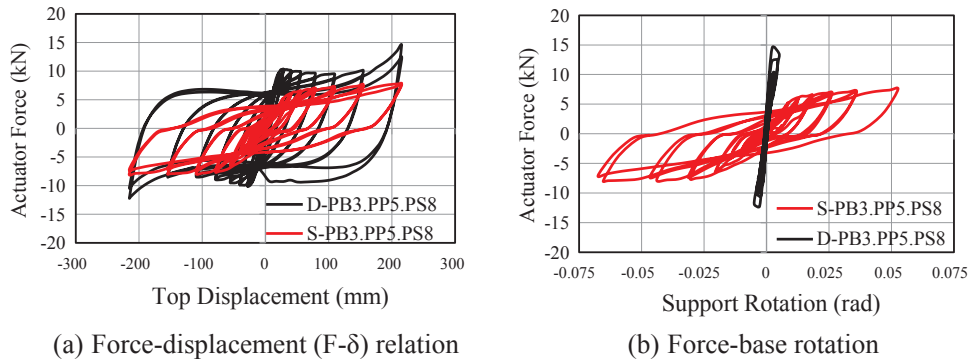 20
15
10
5
0
-5
-10
-15
-20
Actuator Force (kN)
D-PB3.PP5.PS8
S-PB3.PP5.PS8
-300 -200 -100 0 100 200 300
Top Displacement (mm)
(a) Force-displacement (F-δ) relation
20
15
10
5
0
-5
-10
-15
-20
Actuator Force (kN)
S-PB3.PP5.PS8
D-PB3.PP5.PS8
-0.075 -0.05 -0.025 0 0.025 0.05 0.075
Support Rotation (rad)
(b) Force-base rotation